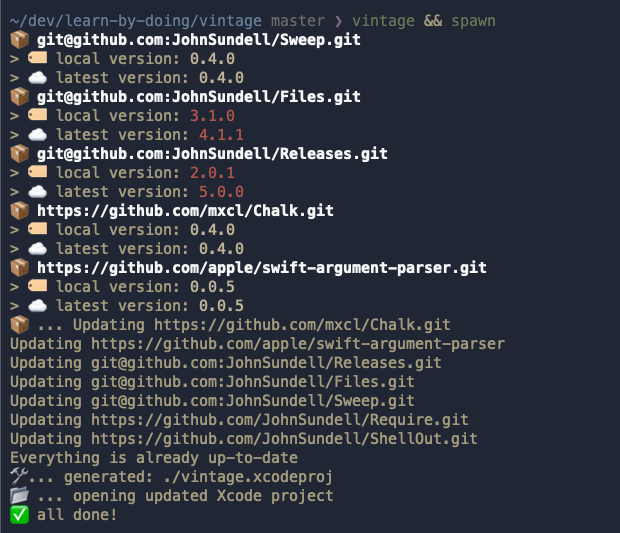 ~/dev/learn-by-doing/vintage master ❯ vintage && spawn
📦 git@github.com:JohnSundell/Sweep.git
> 🏷️ local version: 0.4.0
> ☁️ latest version: 0.4.0
📦 git@github.com:JohnSundell/Files.git
> 🏷️ local version: 3.1.0
> ☁️ latest version: 4.1.1
📦 git@github.com:JohnSundell/Releases.git
> 🏷️ local version: 2.0.1
> ☁️ latest version: 5.0.0
📦 https://github.com/mxcl/Chalk.git
> 🏷️ local version: 0.4.0
> ☁️ latest version: 0.4.0
📦 https://github.com/apple/swift-argument-parser.git
> 🏷️ local version: 0.0.5
> ☁️ latest version: 0.0.5
📦 ... Updating https://github.com/mxcl/Chalk.git
Updating https://github.com/apple/swift-argument-parser
Updating git@github.com:JohnSundell/Releases.git
Updating git@github.com:JohnSundell/Files.git
Updating git@github.com:JohnSundell/Sweep.git
Updating https://github.com/JohnSundell/Require.git
Updating https://github.com/JohnSundell/ShellOut.git
Everything is already up-to-date
🛠... generated: ./vintage.xcodeproj
📂 ... opening updated Xcode project
✅ all done!